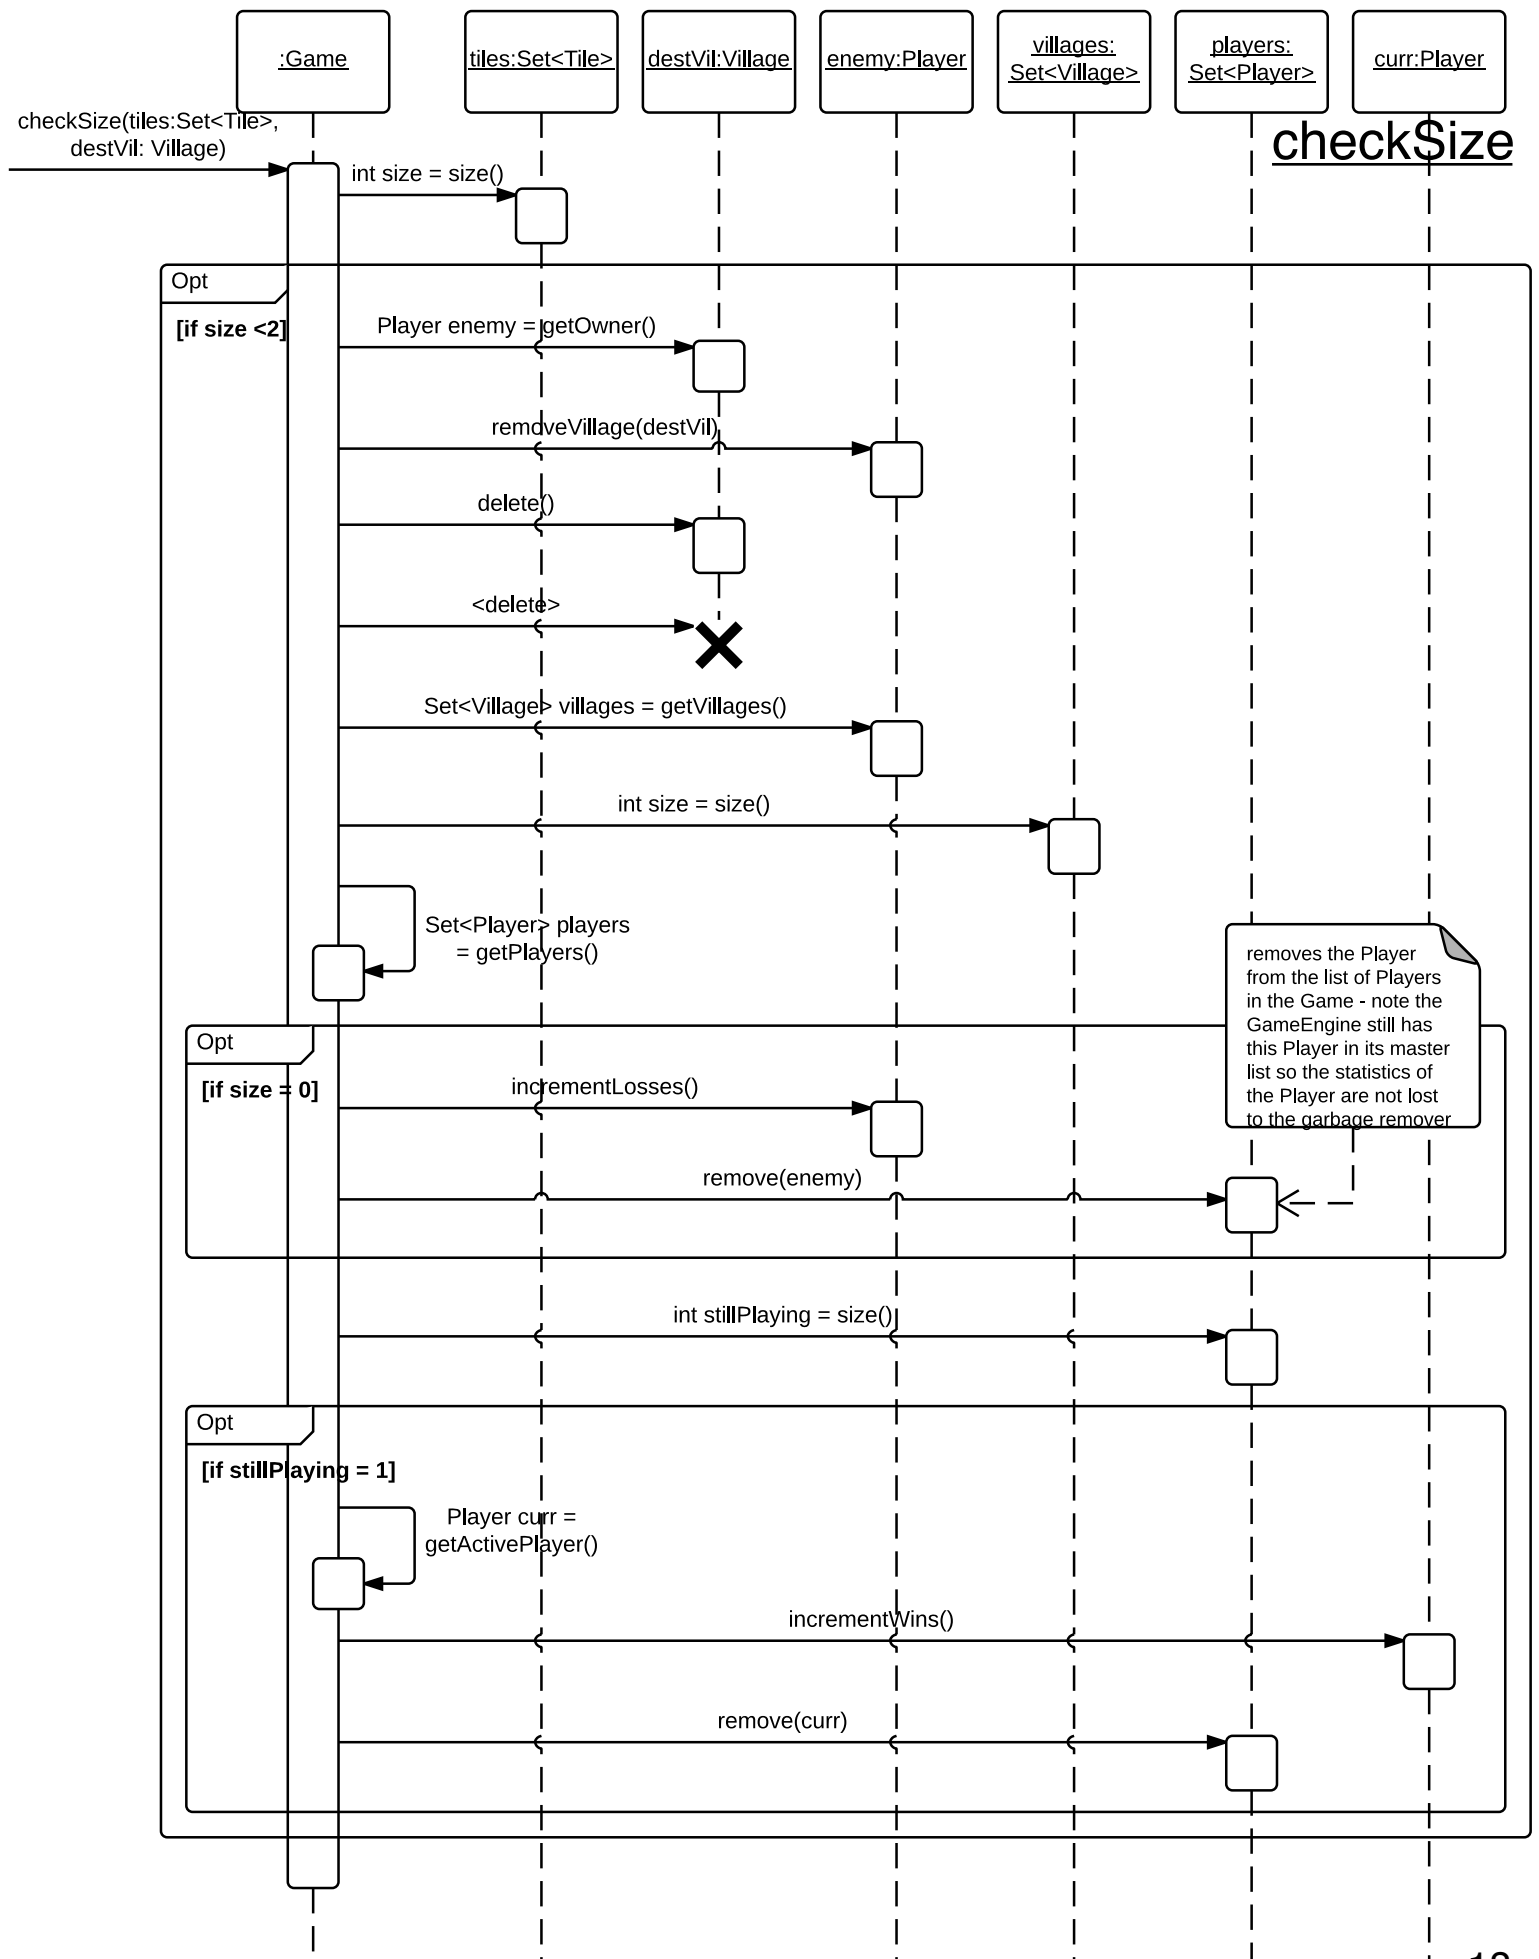 :Game
tiles:Set<Tile>
destVil:Village
enemy:Player
villages:
Set<Village>
players:
Set<Player>
curr:Player
checkSize(tiles:Set<Tile>,
destVil: Village)
checkSize
int size = size()
Opt
[if size <2]
Player enemy = getOwner()
removeVillage(destVil)
delete()
<delete>
Set<Village> villages = getVillages()
int size = size()
Set<Player> players
= getPlayers()
removes the Player
from the list of Players
in the Game - note the
GameEngine still has
this Player in its master
list so the statistics of
the Player are not lost
to the garbage remover
Opt
[if size = 0]
incrementLosses()
remove(enemy)
int stillPlaying = size()
Opt
[if stillPlaying = 1]
Player curr =
getActivePlayer()
incrementWins()
remove(curr)